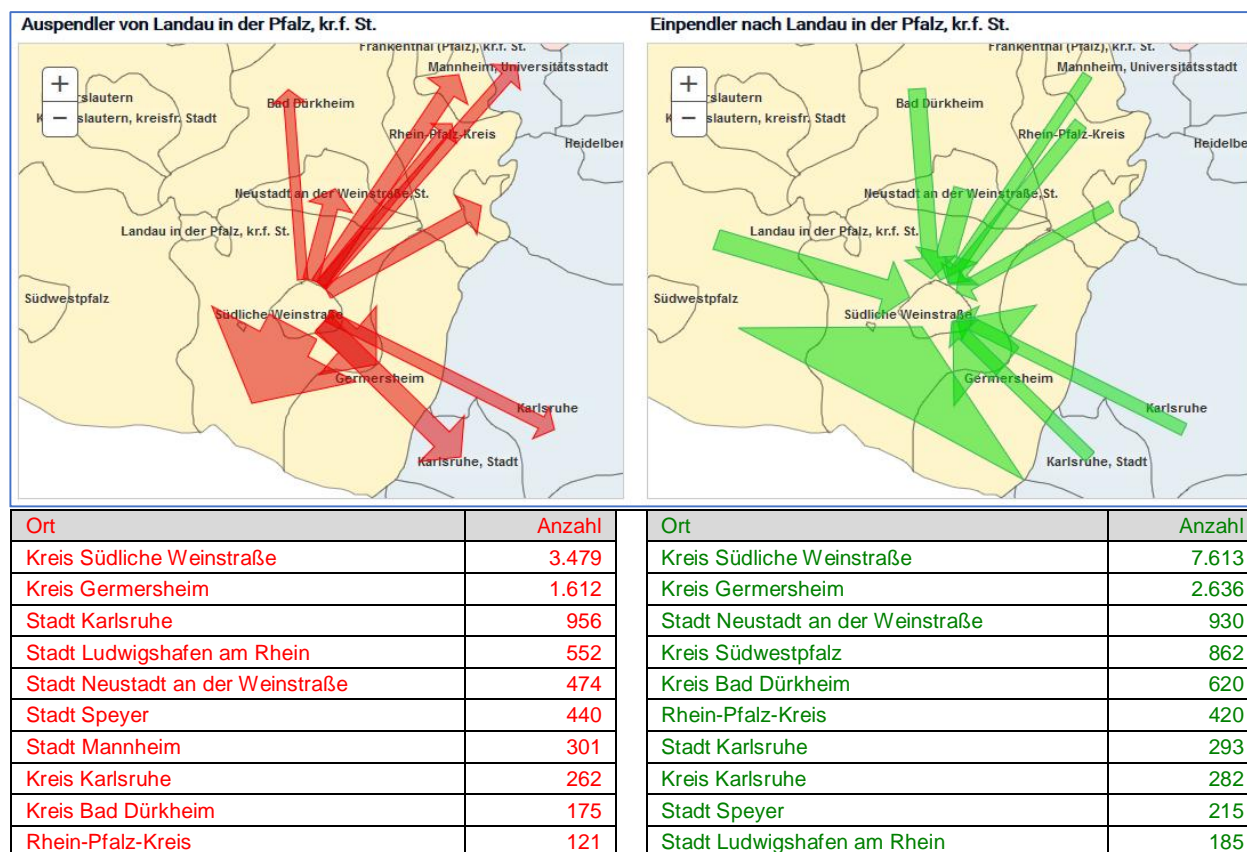 Auspendler von Landau in der Pfalz, kr.f. St.
Frankenthal (Pfalz), kr.f. St.
Mannheim, Universitätsstadt
+
−
slautern
slautern, kreisfr. Stadt
Bad Dürkheim
Rhein-Pfalz-Kreis
Heidelbe
Neustadt an der Weinstraße, St.
Landau in der Pfalz, kr.f. St.
Südwestpfalz
Südliche Weinstraße
Germersheim
Karlsruhe
Karlsruhe, Stadt
Einpendler nach Landau in der Pfalz, kr.f. St.
Frankenthal (Pfalz), kr.f. St.
Mannheim, Universitätsstadt
+
−
slautern
slautern, kreisfr. Stadt
Bad Dürkheim
Rhein-Pfalz-Kreis
Heidelbe
Neustadt an der Weinstraße, St.
Landau in der Pfalz, kr.f. St.
Südwestpfalz
Südliche Weinstraße
Germersheim
Karlsruhe
Karlsruhe, Stadt
Ort Anzahl
Kreis Südliche Weinstraße 3.479
Kreis Germersheim 1.612
Stadt Karlsruhe 956
Stadt Ludwigshafen am Rhein 552
Stadt Neustadt an der Weinstraße 474
Stadt Speyer 440
Stadt Mannheim 301
Kreis Karlsruhe 262
Kreis Bad Dürkheim 175
Rhein-Pfalz-Kreis 121
Ort Anzahl
Kreis Südliche Weinstraße 7.613
Kreis Germersheim 2.636
Stadt Neustadt an der Weinstraße 930
Kreis Südwestpfalz 862
Kreis Bad Dürkheim 620
Rhein-Pfalz-Kreis 420
Stadt Karlsruhe 293
Kreis Karlsruhe 282
Stadt Speyer 215
Stadt Ludwigshafen am Rhein 185